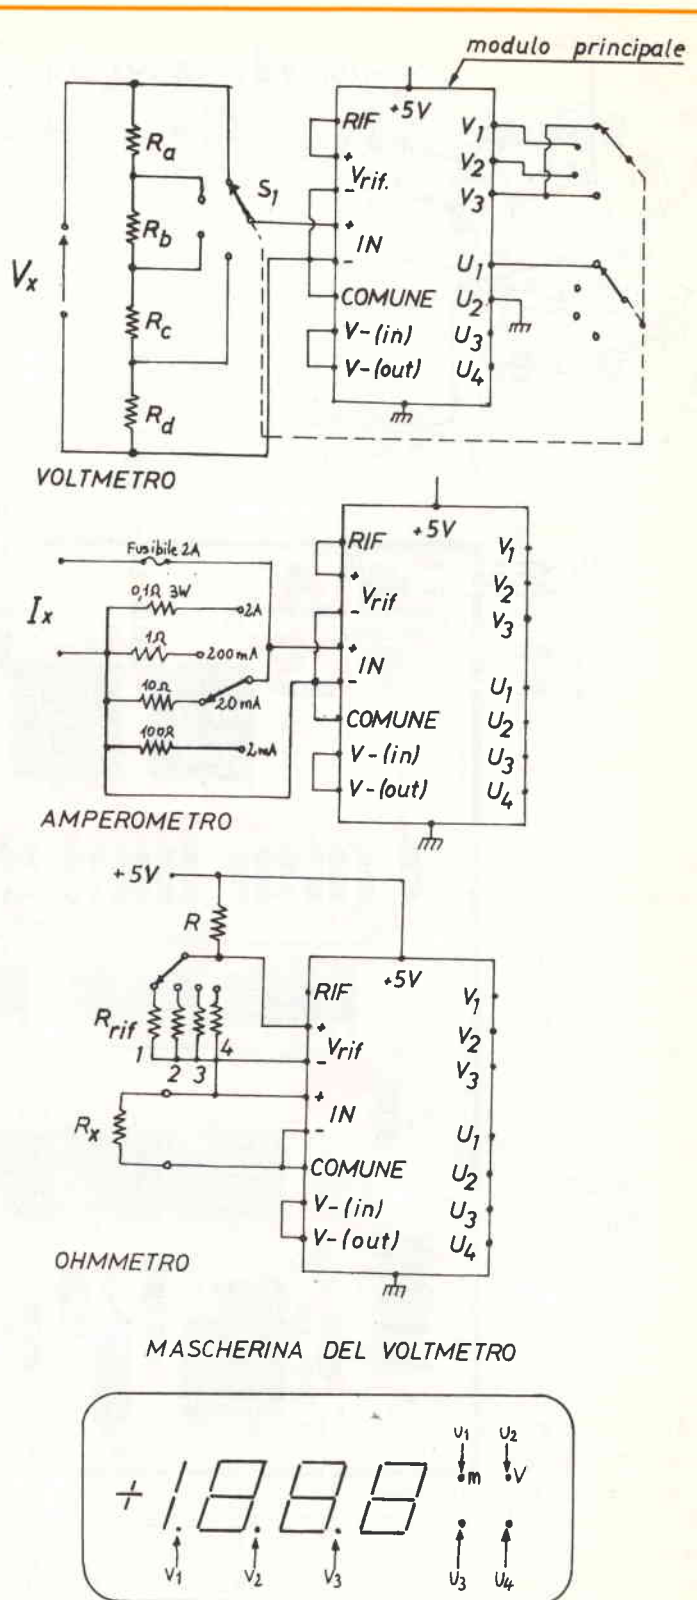 modulo principale
+5V
RIF
+
Vrif.
-
+
IN
-
COMUNE
V-(in)
V-(out)
V1
V2
V3
U1
U2
U3
U4
Ra
Rb
Rc
Rd
S1
Vx
VOLTMETRO
Fusibile 2A
0,1Ω 3W
2A
1Ω
200mA
10Ω
20mA
100Ω
2mA
Ix
+5V
RIF
+
Vrif
-
+
IN
-
COMUNE
V-(in)
V-(out)
V1
V2
V3
U1
U2
U3
U4
AMPEROMETRO
+5V
R
Rrif
1 2 3 4
Rx
+5V
RIF
+
Vrif
-
+
IN
-
COMUNE
V-(in)
V-(out)
V1
V2
V3
U1
U2
U3
U4
OHMMETRO
MASCHERINA DEL VOLTMETRO
U1 U2
+1.8.8.8 m V
V1 V2 V3 U3 U4